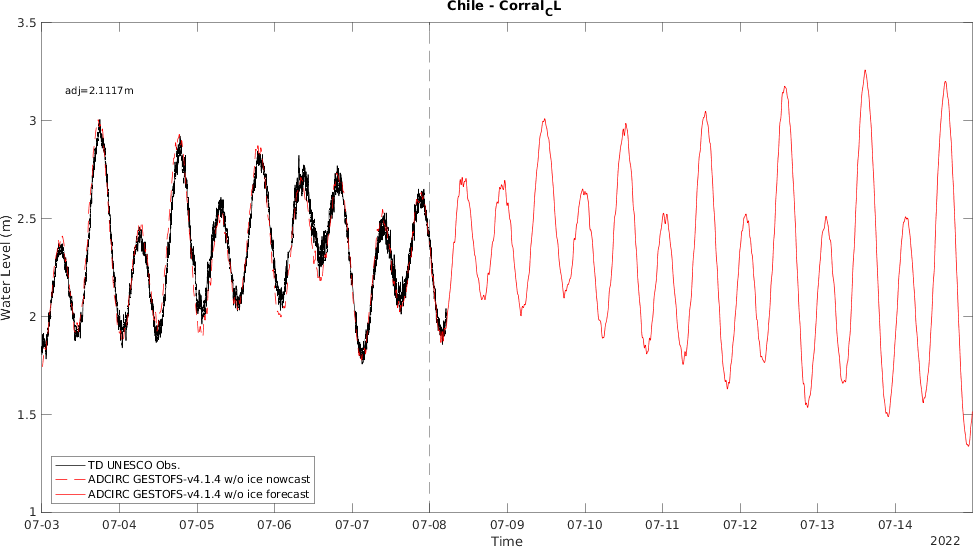 Chile - Corral_CL
3.5
adj=2.1117m
3
2.5
Water Level (m)
2
1.5
TD UNESCO Obs.
ADCIRC GESTOFS-v4.1.4 w/o ice nowcast
ADCIRC GESTOFS-v4.1.4 w/o ice forecast
1
07-03 07-04 07-05 07-06 07-07 07-08 07-09 07-10 07-11 07-12 07-13 07-14
Time
2022